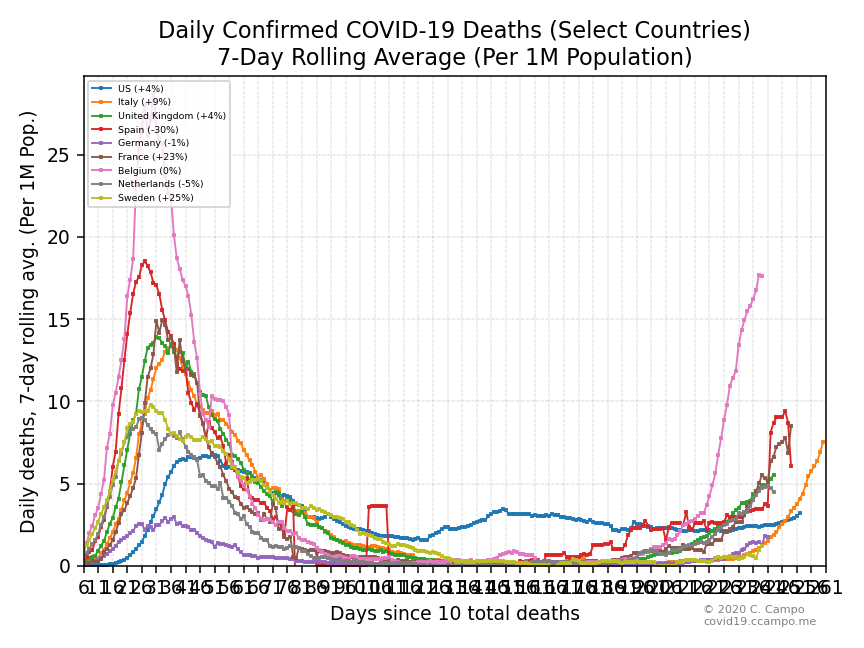 Daily Confirmed COVID-19 Deaths (Select Countries)
7-Day Rolling Average (Per 1M Population)
Daily deaths, 7-day rolling avg. (Per 1M Pop.)
25
20
15
10
5
0
US (+4%)
Italy (+9%)
United Kingdom (+4%)
Spain (-30%)
Germany (-1%)
France (+23%)
Belgium (0%)
Netherlands (-5%)
Sweden (+25%)
Days since 10 total deaths
© 2020 C. Campo
covid19.ccampo.me